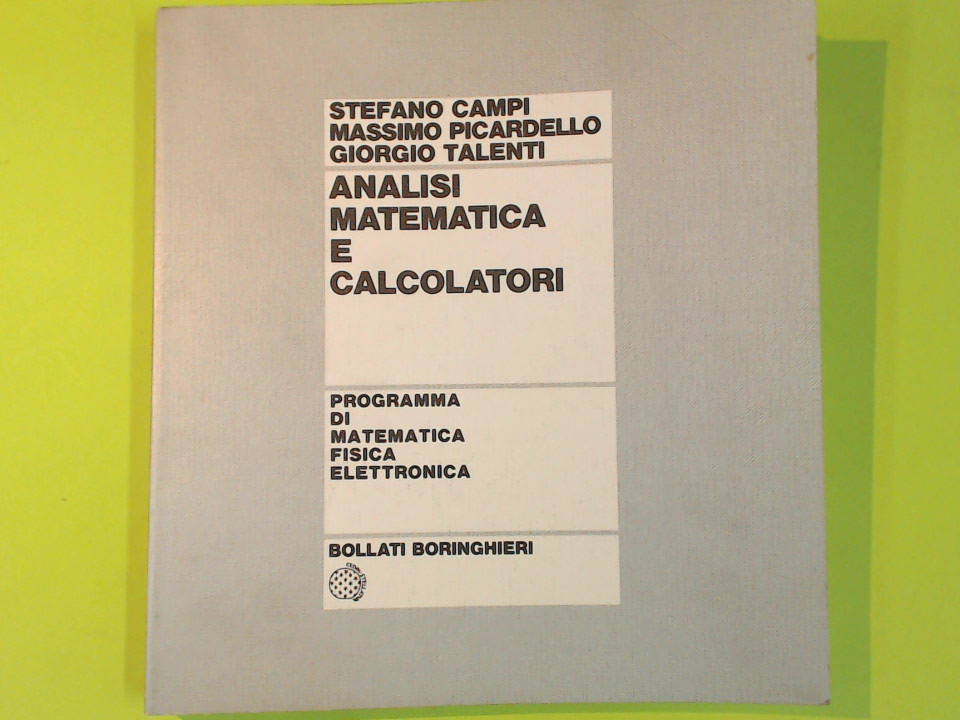 STEFANO CAMPI
MASSIMO PICARDELLO
GIORGIO TALENTI
ANALISI
MATEMATICA
E
CALCOLATORI
PROGRAMMA
DI
MATEMATICA
FISICA
ELETTRONICA
BOLLATI BORINGHIERI